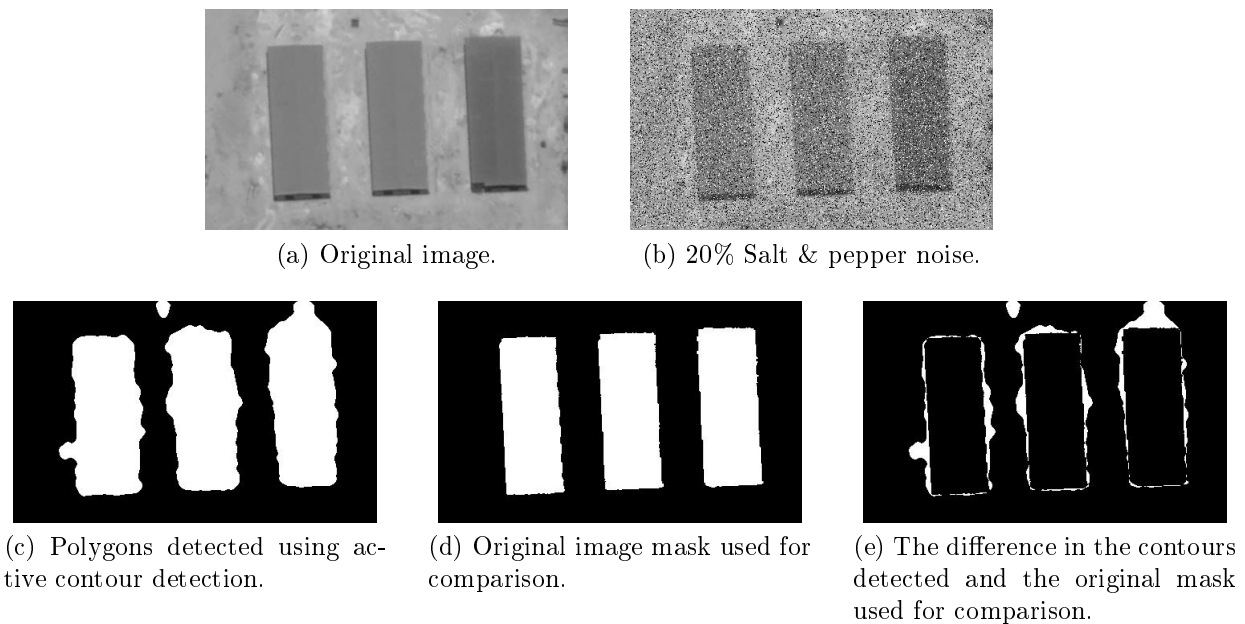 (a) Original image.
(b) 20% Salt & pepper noise.
(c) Polygons detected using ac-
tive contour detection.
(d) Original image mask used for
comparison.
(e) The difference in the contours
detected and the original mask
used for comparison.